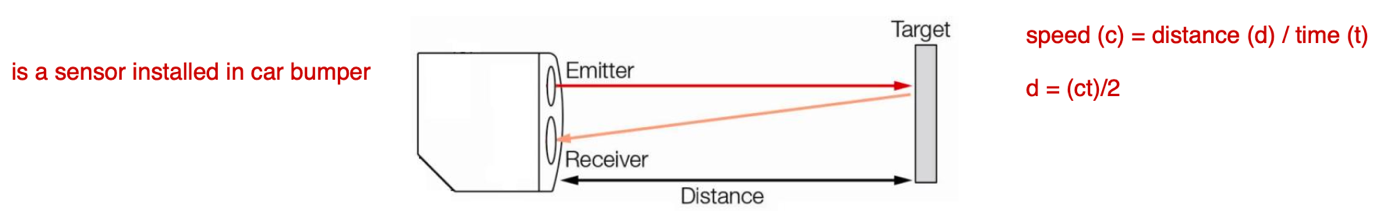 is a sensor installed in car bumper
Emitter
Receiver
Distance
Target
speed (c) = distance (d) / time (t)
d = (ct)/2